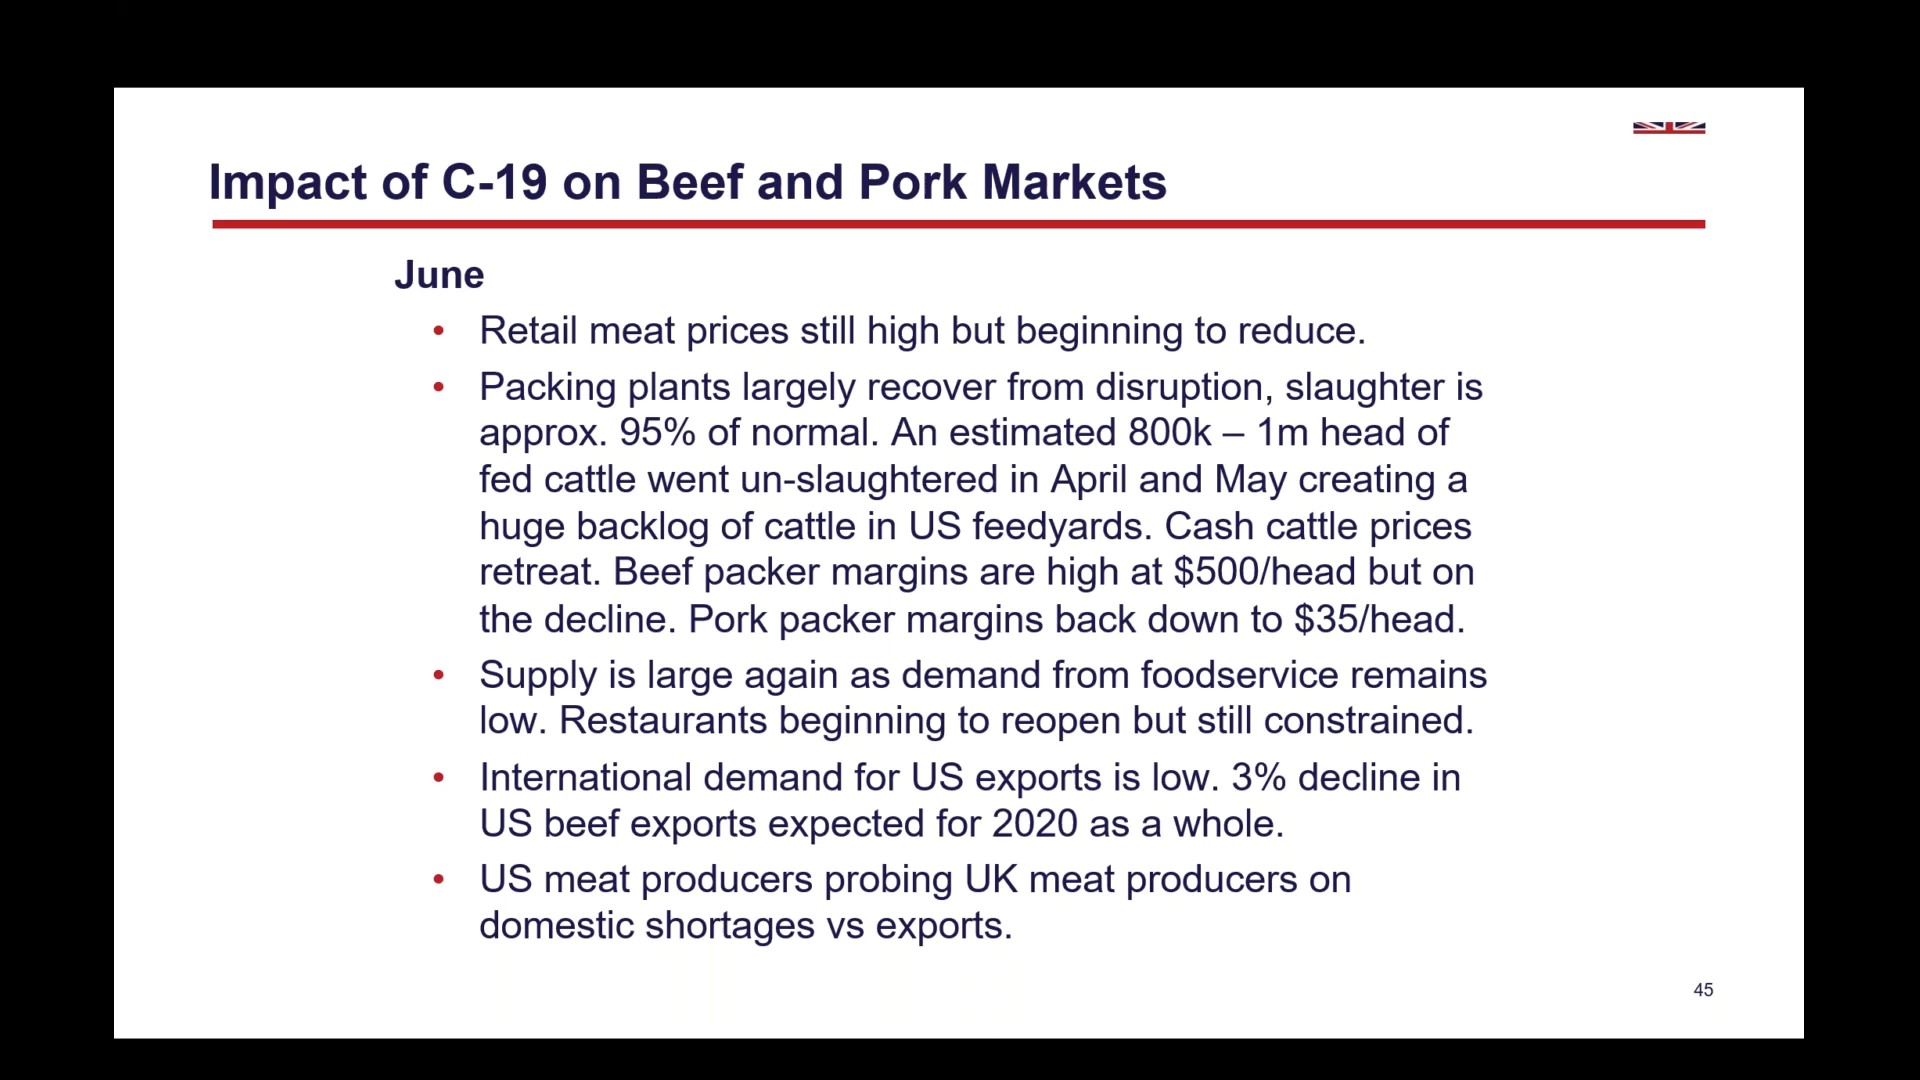 Impact of C-19 on Beef and Pork Markets
June
• Retail meat prices still high but beginning to reduce.
• Packing plants largely recover from disruption, slaughter is
approx. 95% of normal. An estimated 800k – 1m head of
fed cattle went un-slaughtered in April and May creating a
huge backlog of cattle in US feedyards. Cash cattle prices
retreat. Beef packer margins are high at $500/head but on
the decline. Pork packer margins back down to $35/head.
• Supply is large again as demand from foodservice remains
low. Restaurants beginning to reopen but still constrained.
• International demand for US exports is low. 3% decline in
US beef exports expected for 2020 as a whole.
• US meat producers probing UK meat producers on
domestic shortages vs exports.
45